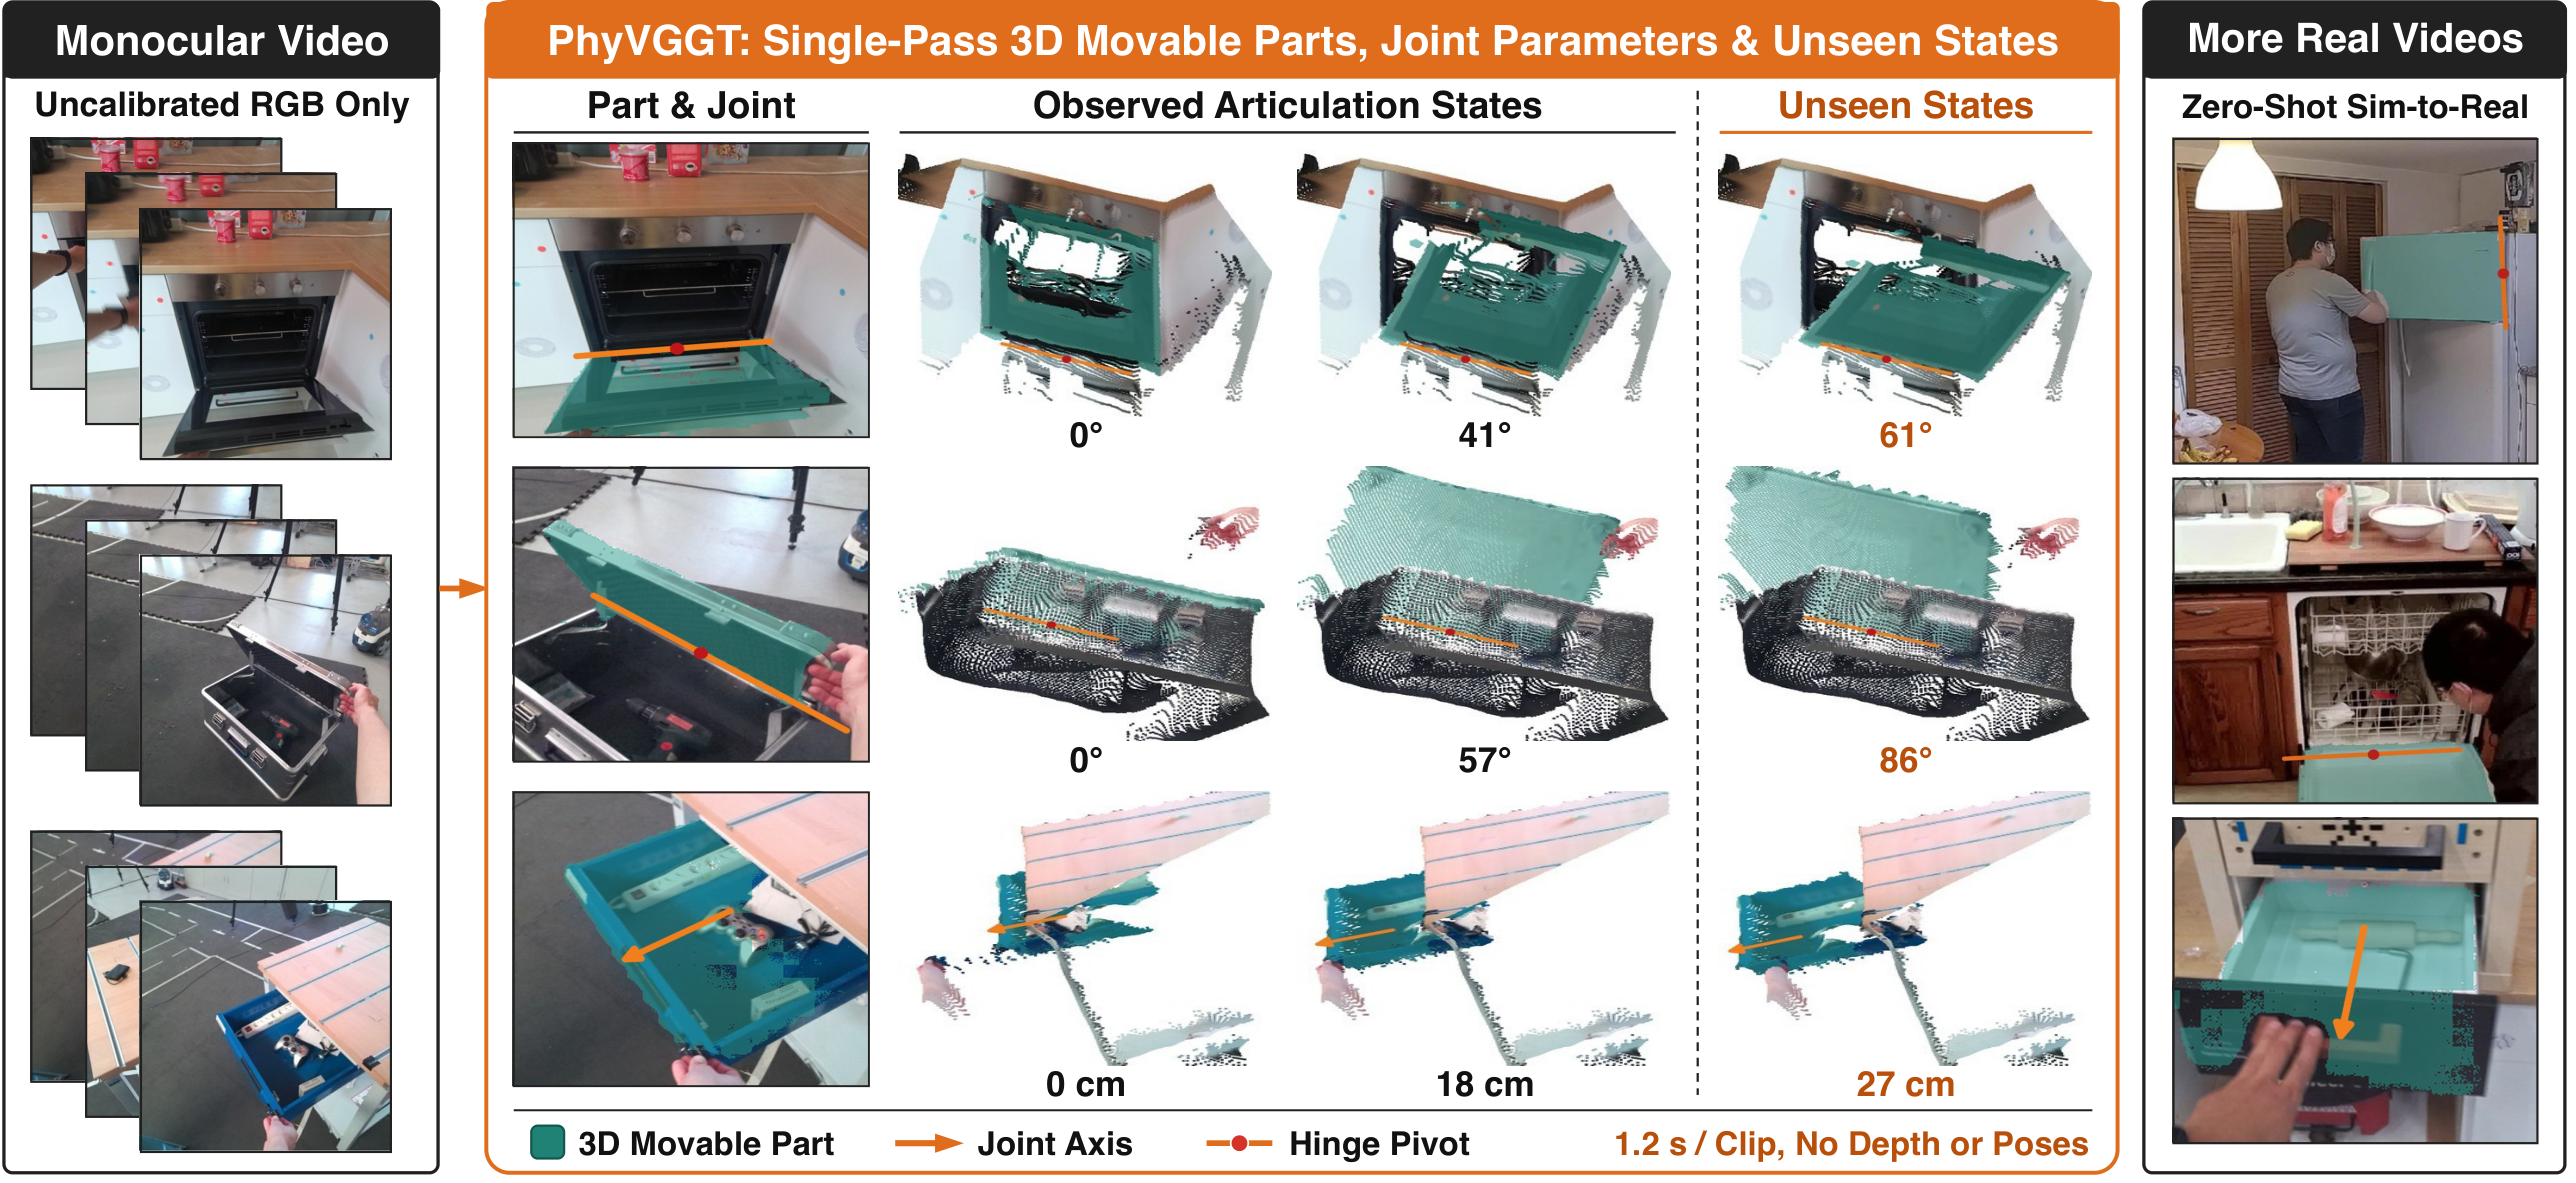 Monocular Video
Uncalibrated RGB Only
PhyVGGT: Single-Pass 3D Movable Parts, Joint Parameters & Unseen States
Part & Joint
Observed Articulation States
Unseen States
0°
41°
61°
0°
57°
86°
0 cm
18 cm
27 cm
3D Movable Part
Joint Axis
Hinge Pivot
1.2 s / Clip, No Depth or Poses
More Real Videos
Zero-Shot Sim-to-Real